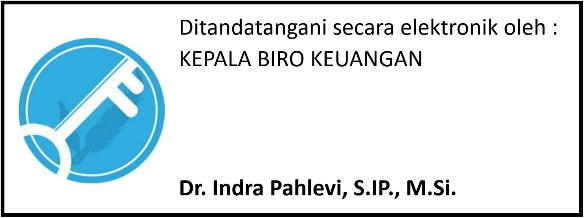 Ditandatangani secara elektronik oleh :
KEPALA BIRO KEUANGAN
Dr. Indra Pahlevi, S.IP., M.Si.